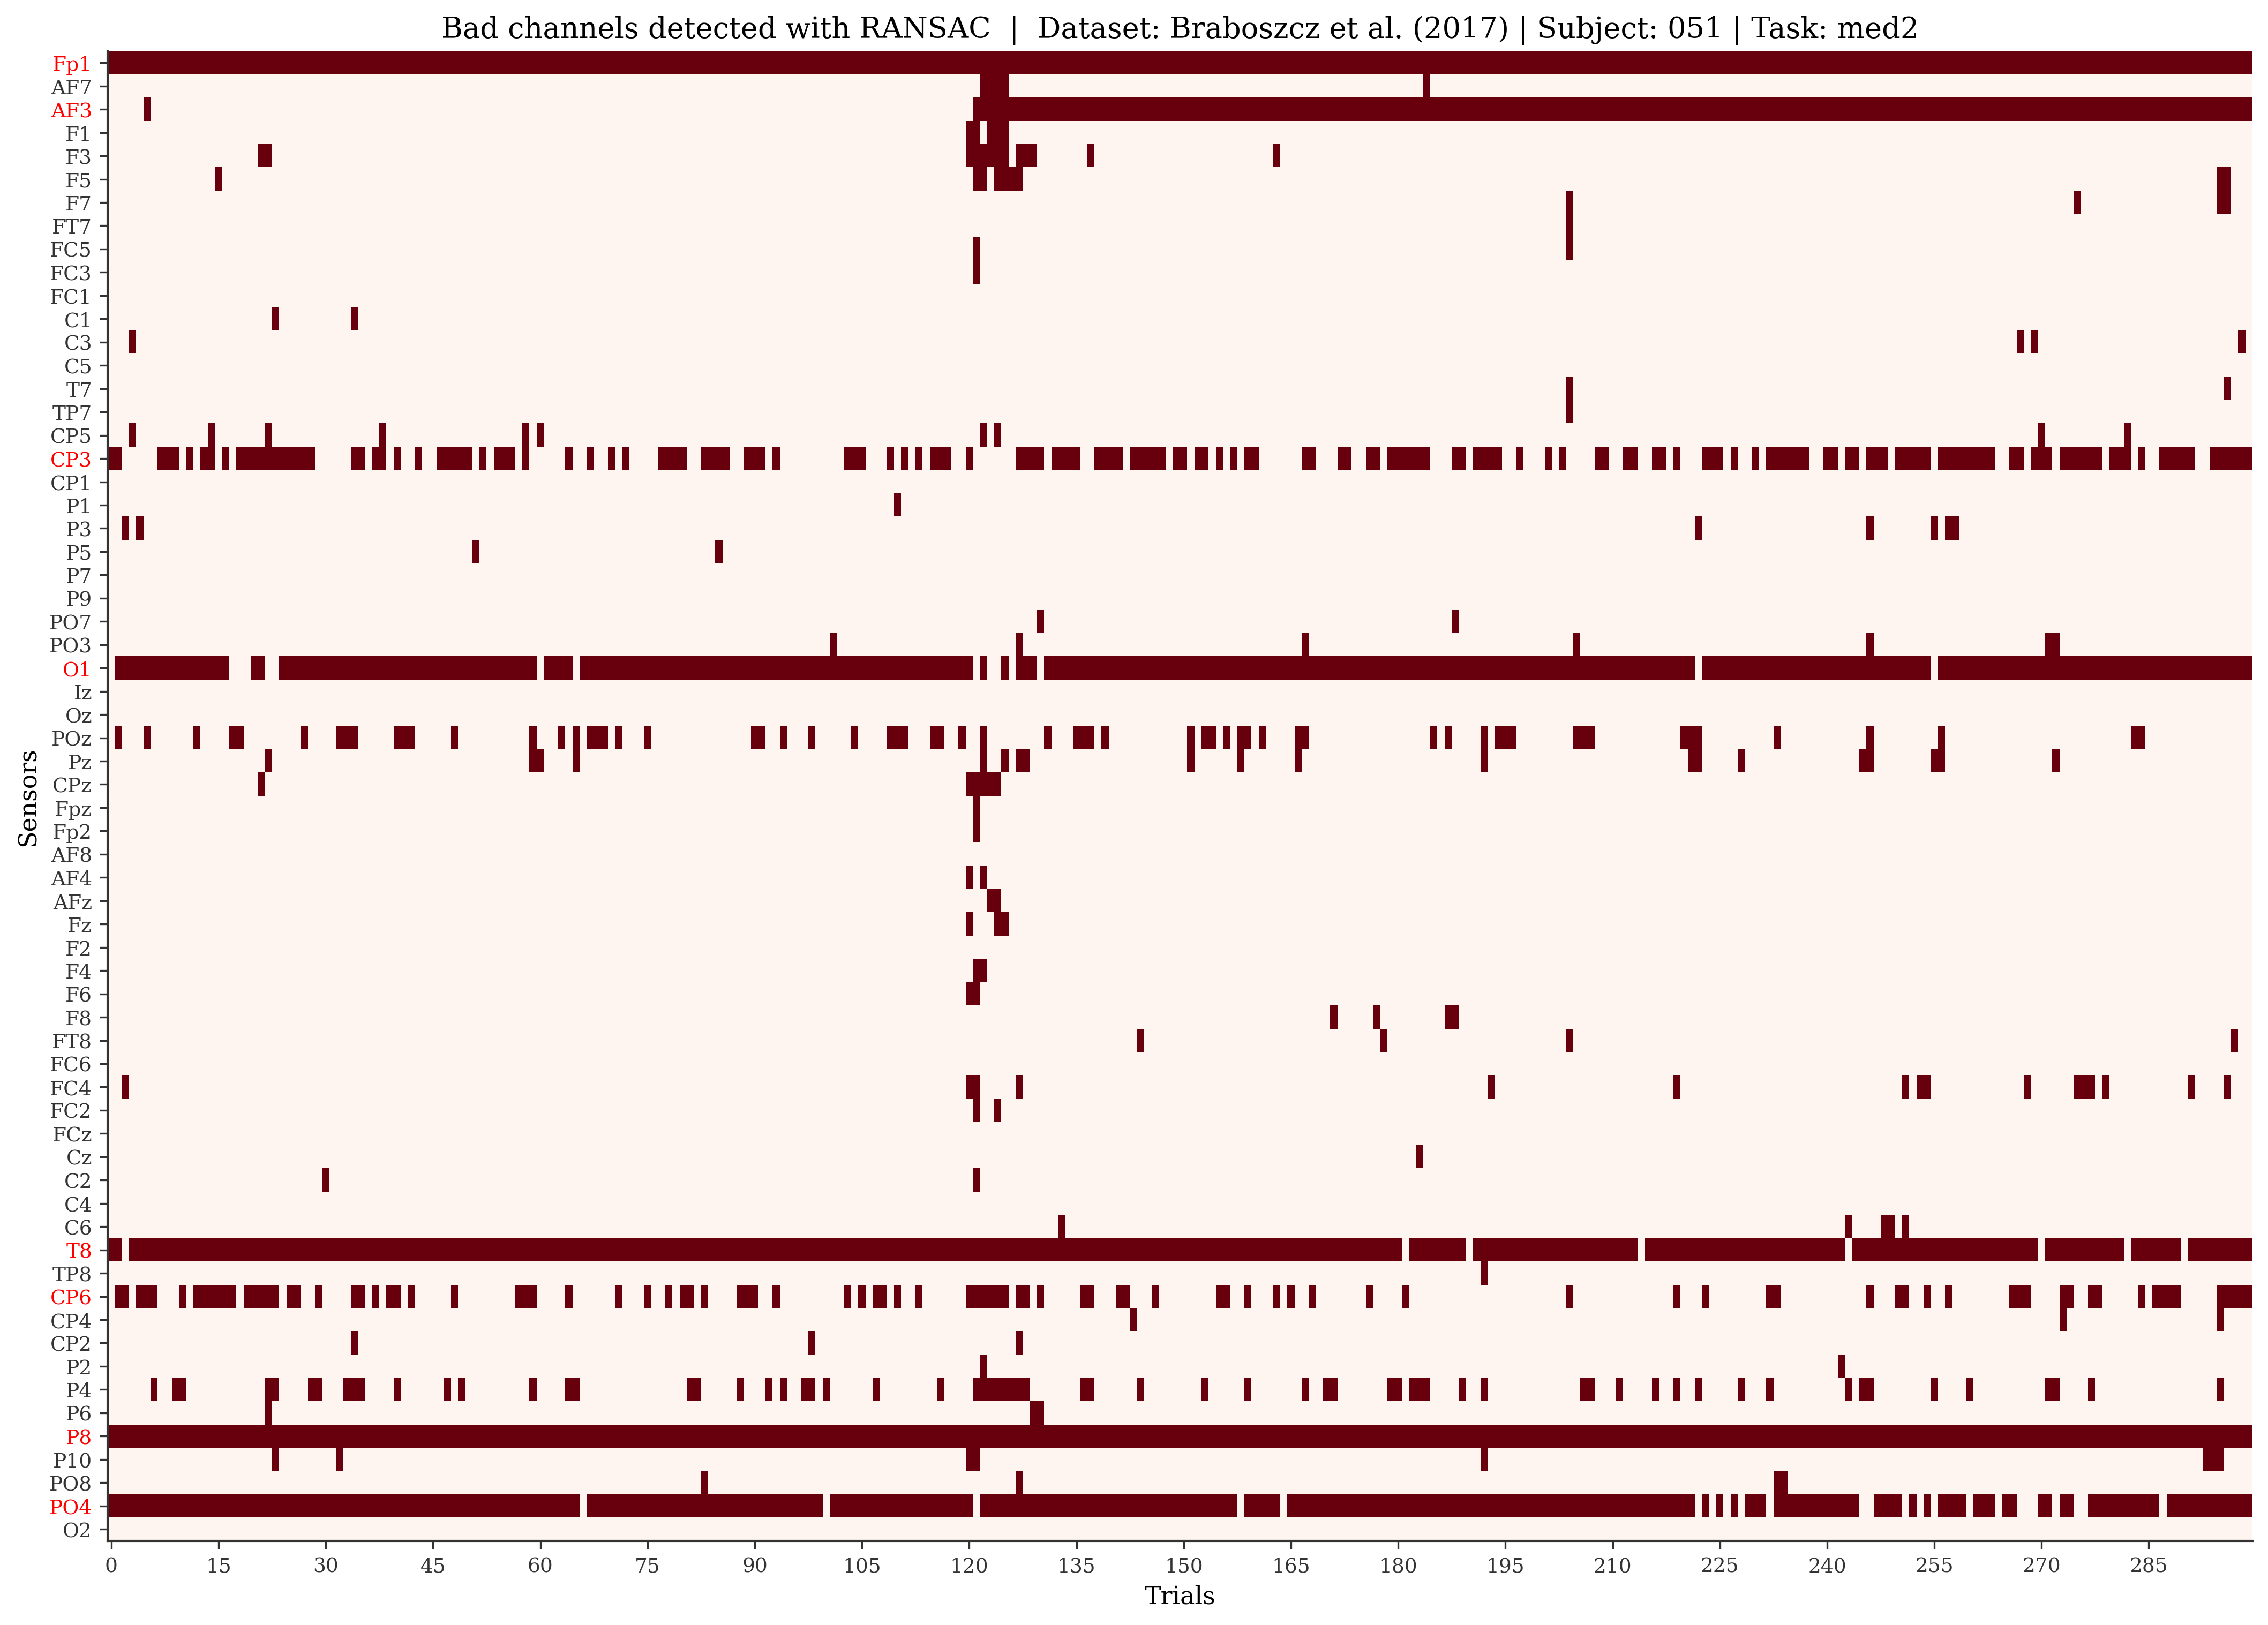 Bad channels detected with RANSAC | Dataset: Braboszcz et al. (2017) | Subject: 051 | Task: med2
Fp1
AF7
AF3
F1
F3
F5
F7
FT7
FC5
FC3
FC1
C1
C3
C5
T7
TP7
CP5
CP3
CP1
P1
P3
P5
P7
P9
PO7
PO3
O1
Iz
Oz
POz
Pz
CPz
Fpz
Fp2
AF8
AF4
AFz
Fz
F2
F4
F6
F8
FT8
FC6
FC4
FC2
FCz
Cz
C2
C4
C6
T8
TP8
CP6
CP4
CP2
P2
P4
P6
P8
P10
PO8
PO4
O2
Sensors
0 15 30 45 60 75 90 105 120 135 150 165 180 195 210 225 240 255 270 285
Trials